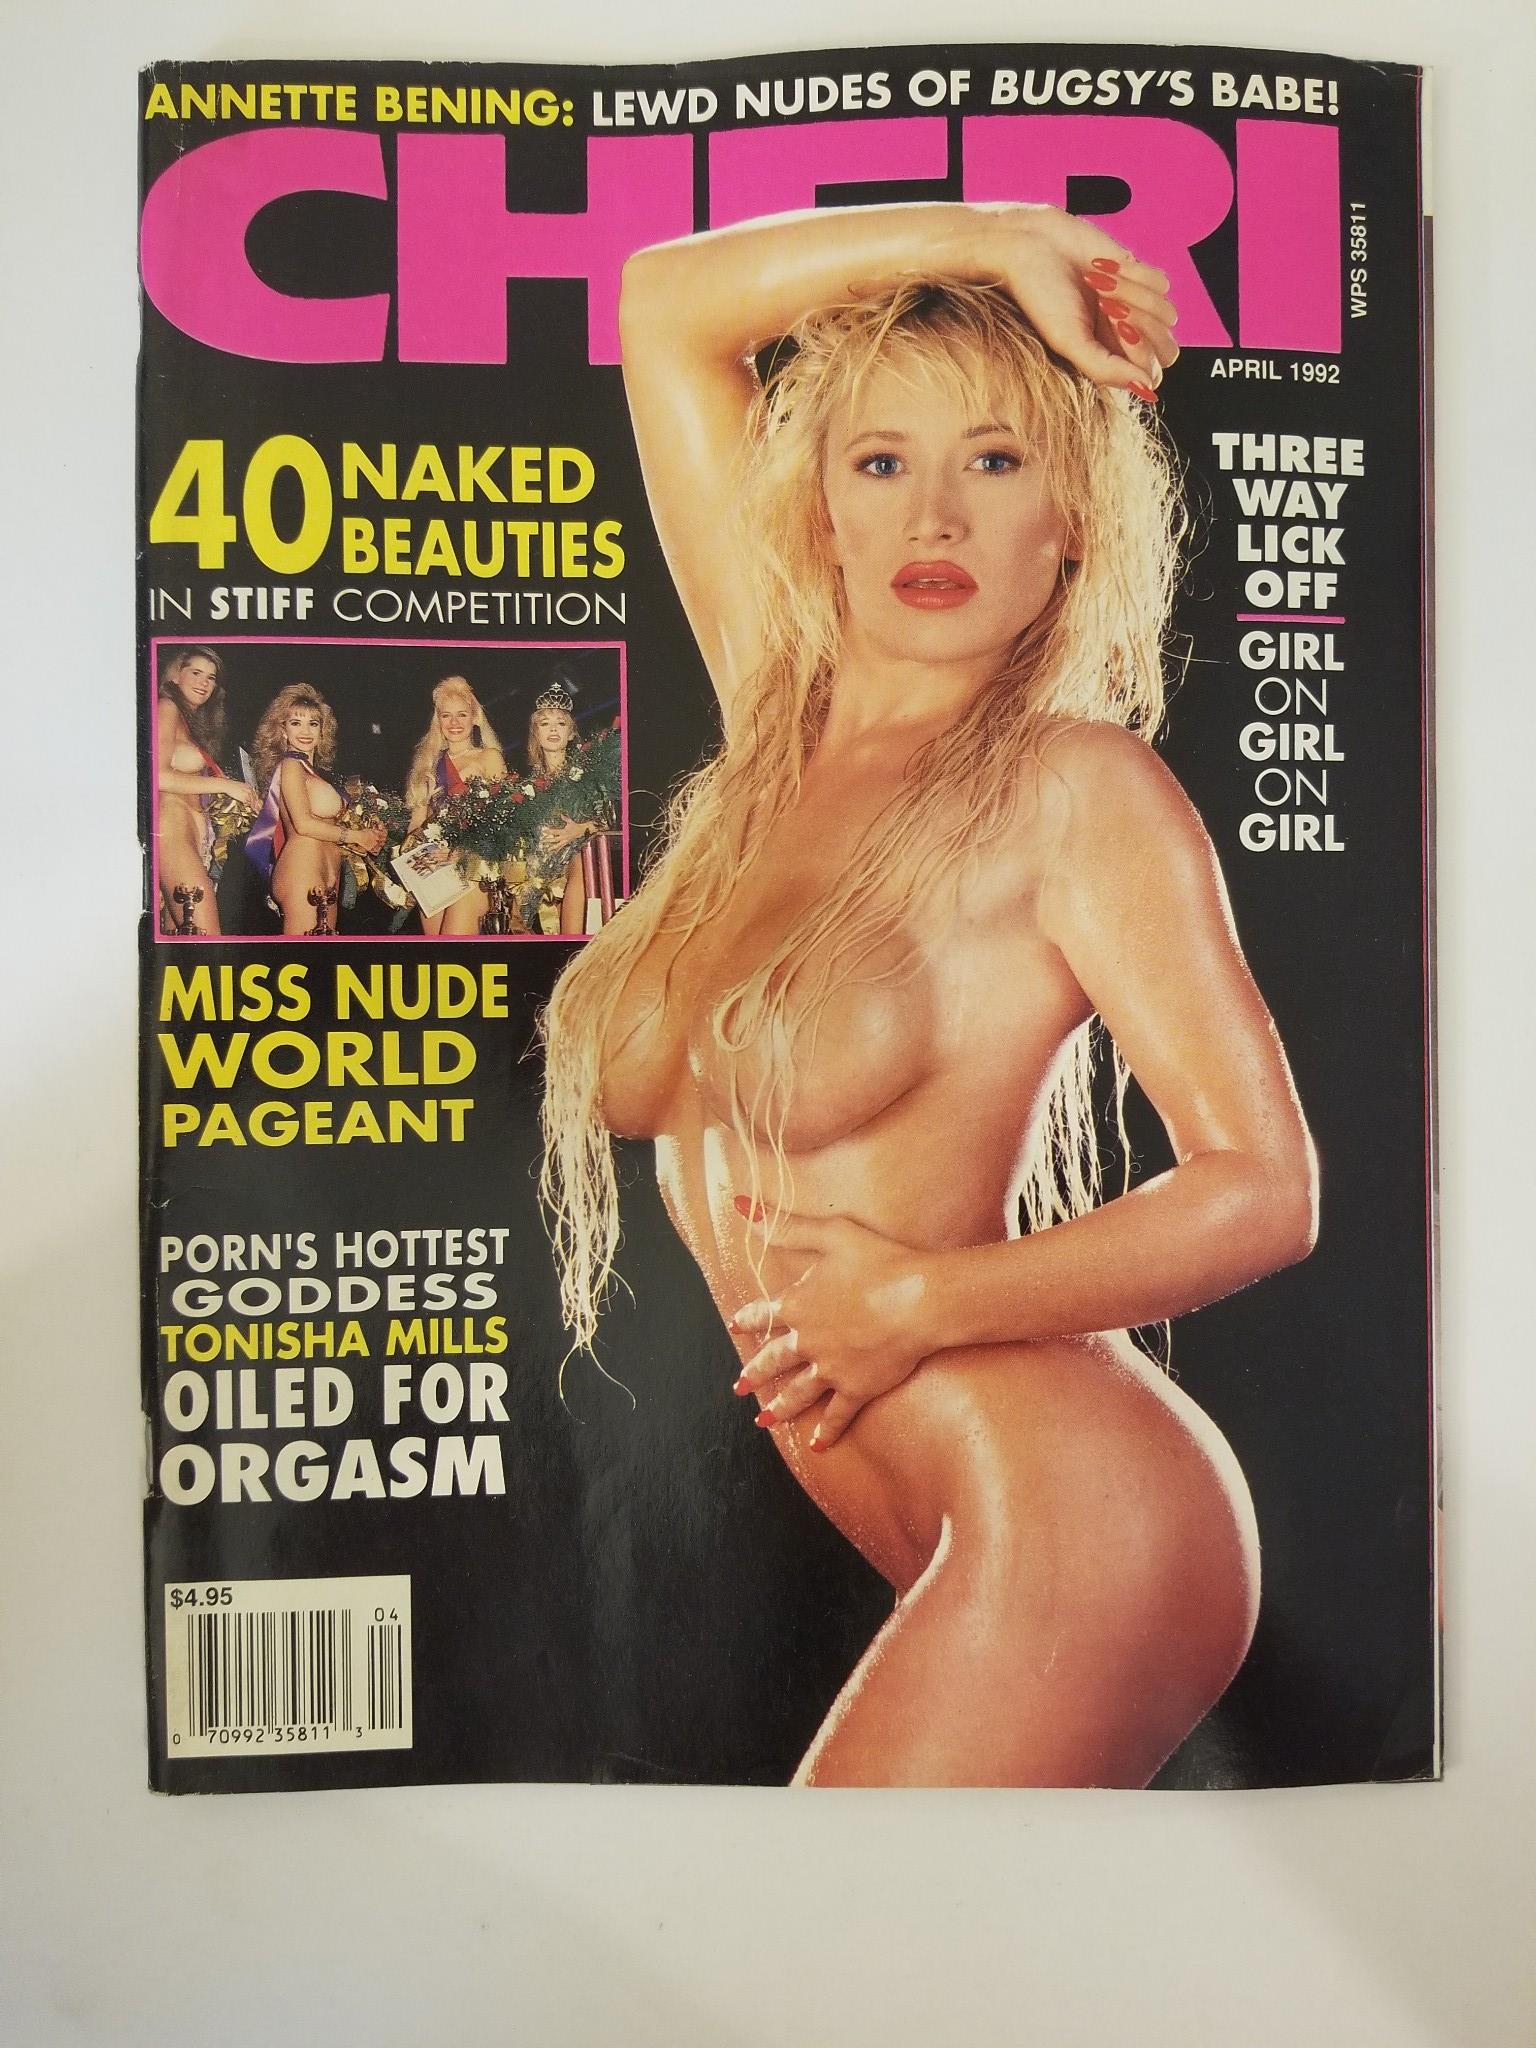 ANNETTE BENING: LEWD NUDES OF BUGSY'S BABE!
CHERI
WPS 35811
APRIL 1992
40 NAKED
BEAUTIES
IN STIFF COMPETITION
THREE
WAY
LICK
OFF
GIRL
ON
GIRL
ON
GIRL
MISS NUDE
WORLD
PAGEANT
PORN'S HOTTEST
GODDESS
TONISHA MILLS
OILED FOR
ORGASM
$4.95
04
0 70992 35811 3